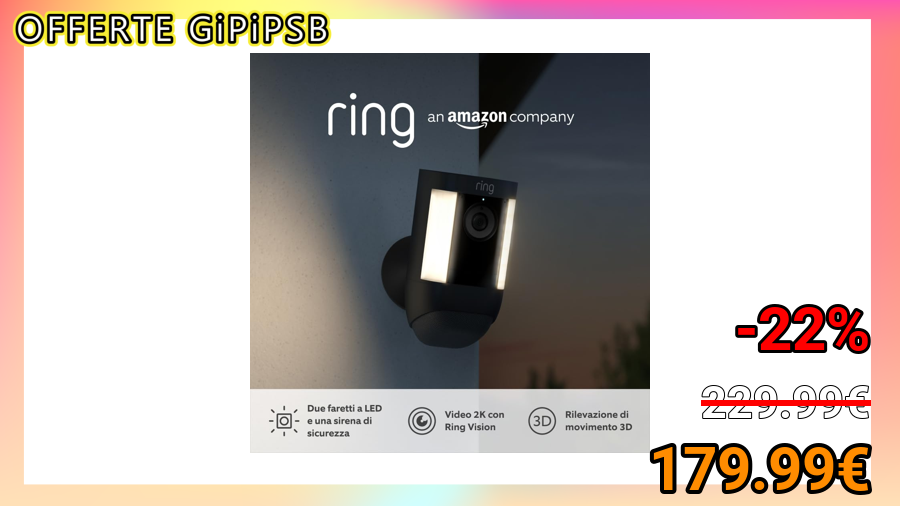 OFFERTE GiPiPSB
ring an amazon company
ring
Due faretti a LED
e una sirena di
sicurezza
Video 2K con
Ring Vision
3D
Rilevazione di
movimento 3D
-22%
229.99€
179.99€